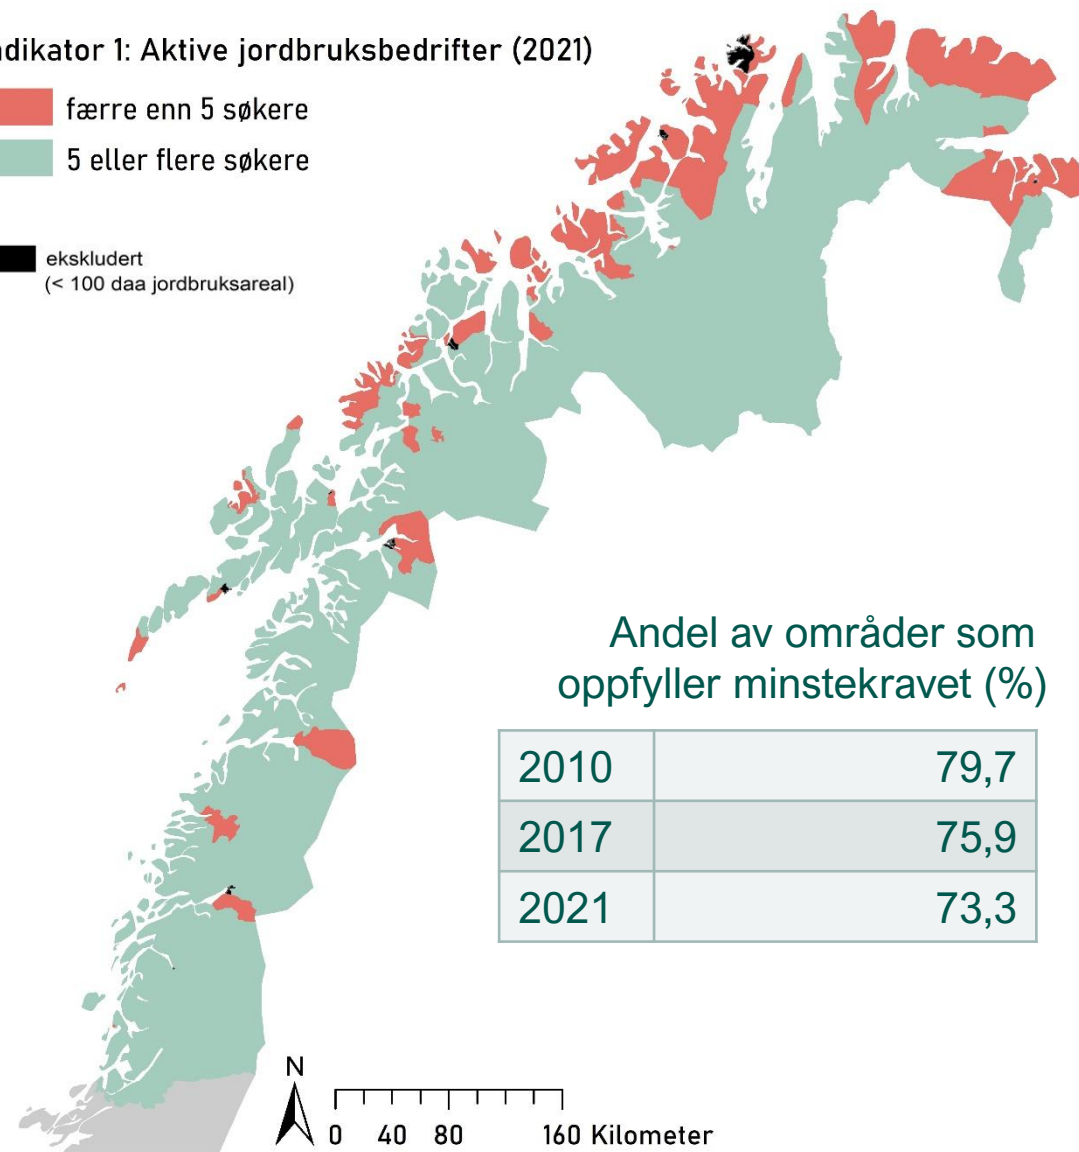 ndikator 1: Aktive jordbruksbedrifter (2021)
færre enn 5 søkere
5 eller flere søkere
ekskludert
(< 100 daa jordbruksareal)
Andel av områder som
oppfyller minstekravet (%)
2010 79,7
2017 75,9
2021 73,3
N
0 40 80 160 Kilometer